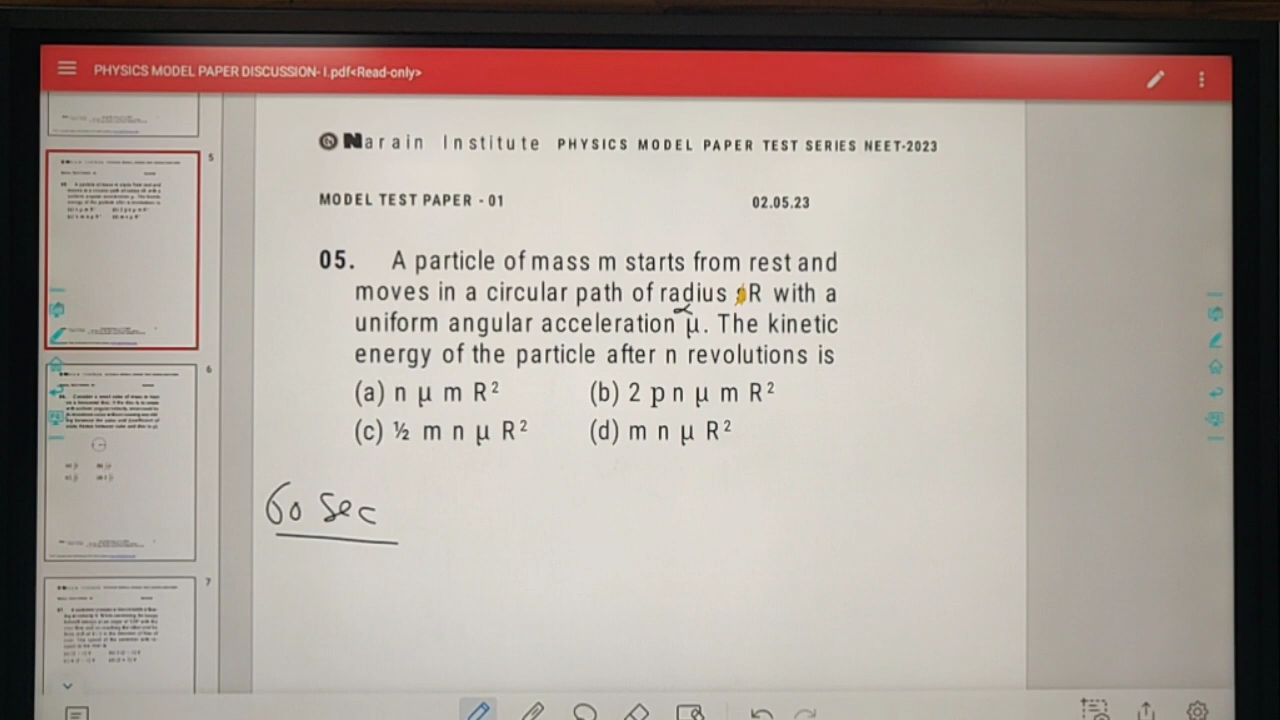 PHYSICS MODEL PAPER DISCUSSION- I.pdf<Read-only>
Narain Institute PHYSICS MODEL PAPER TEST SERIES NEET-2023
MODEL TEST PAPER - 01 02.05.23
05. A particle of mass m starts from rest and
moves in a circular path of radius R with a
α
uniform angular acceleration μ. The kinetic
energy of the particle after n revolutions is
(a) n μ m R² (b) 2 p n μ m R²
(c) ½ m n μ R² (d) m n μ R²
60 Sec
5
6
7